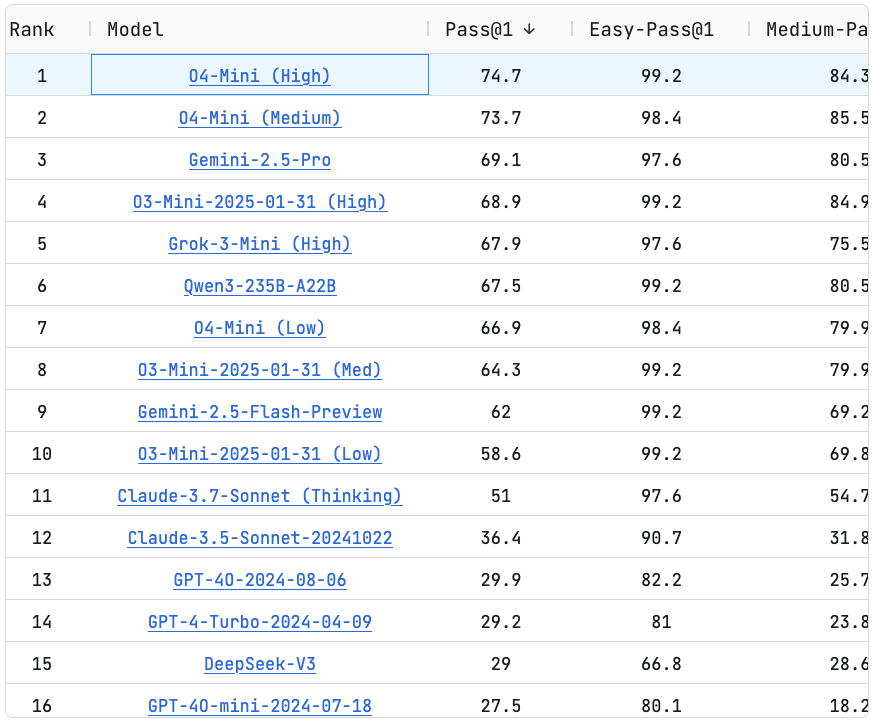 Rank Model Pass@1 ↓ Easy-Pass@1 Medium-Pa
1 O4-Mini (High) 74.7 99.2 84.3
2 O4-Mini (Medium) 73.7 98.4 85.5
3 Gemini-2.5-Pro 69.1 97.6 80.5
4 O3-Mini-2025-01-31 (High) 68.9 99.2 84.9
5 Grok-3-Mini (High) 67.9 97.6 75.5
6 Qwen3-235B-A22B 67.5 99.2 80.5
7 O4-Mini (Low) 66.9 98.4 79.9
8 O3-Mini-2025-01-31 (Med) 64.3 99.2 79.9
9 Gemini-2.5-Flash-Preview 62 99.2 69.2
10 O3-Mini-2025-01-31 (Low) 58.6 99.2 69.8
11 Claude-3.7-Sonnet (Thinking) 51 97.6 54.7
12 Claude-3.5-Sonnet-20241022 36.4 90.7 31.8
13 GPT-4O-2024-08-06 29.9 82.2 25.7
14 GPT-4-Turbo-2024-04-09 29.2 81 23.8
15 DeepSeek-V3 29 66.8 28.6
16 GPT-4O-mini-2024-07-18 27.5 80.1 18.2